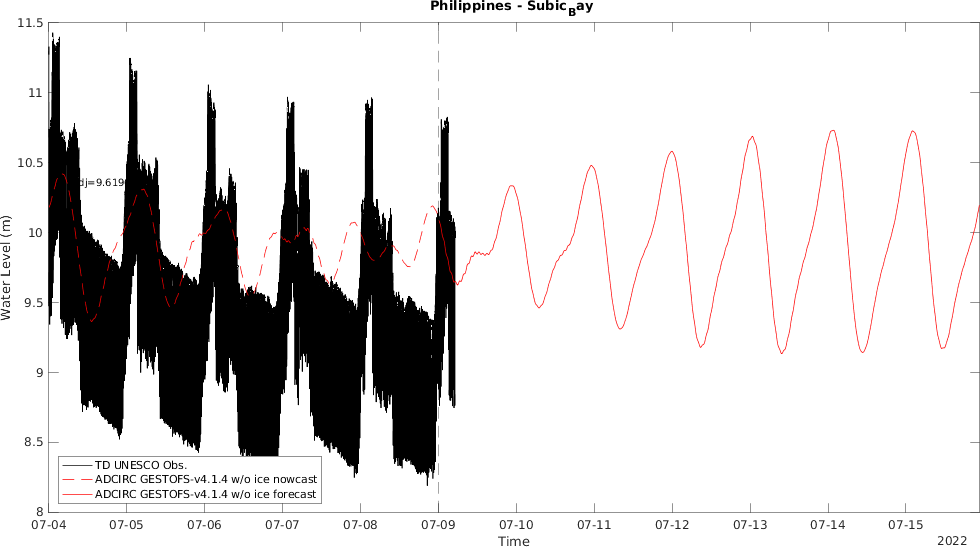 Philippines - SubicBay
11.5
11
10.5
10
9.5
9
8.5
8
Water Level (m)
dj=9.619
TD UNESCO Obs.
ADCIRC GESTOFS-v4.1.4 w/o ice nowcast
ADCIRC GESTOFS-v4.1.4 w/o ice forecast
07-04 07-05 07-06 07-07 07-08 07-09 07-10 07-11 07-12 07-13 07-14 07-15
Time
2022